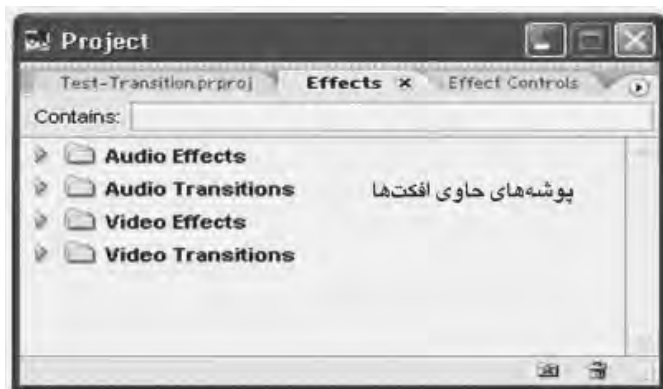 Project
Test-Transition.prproj Effects × Effect Controls
Contains:
Audio Effects
Audio Transitions پوشه‌های حاوی افکت‌ها
Video Effects
Video Transitions